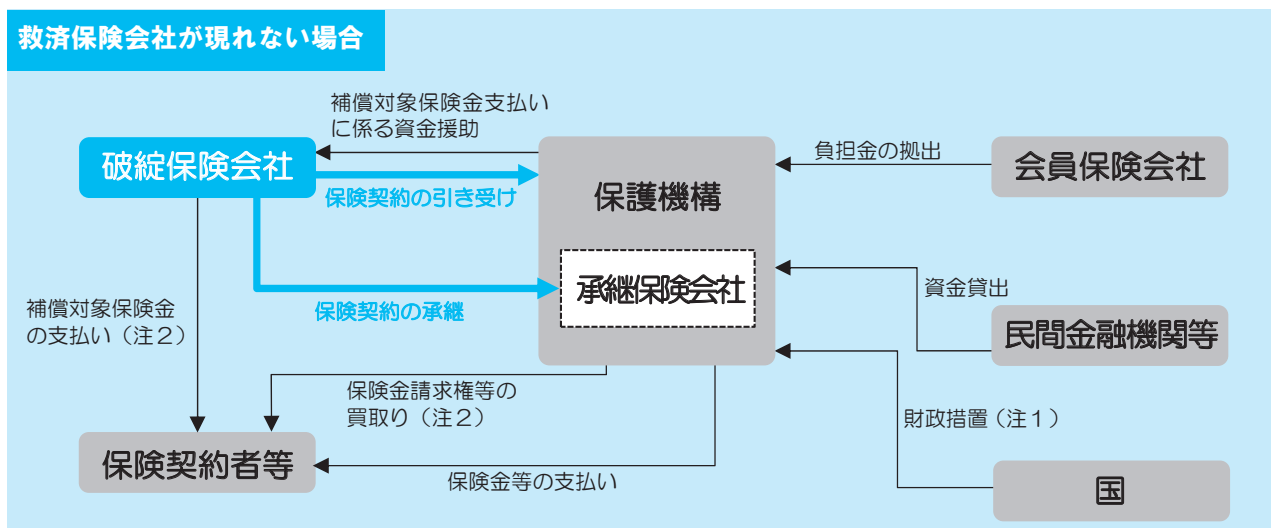 救済保険会社が現れない場合
補償対象保険金支払い
に係る資金援助
破綻保険会社
保険契約の引き受け
保護機構
負担金の拠出
会員保険会社
承継保険会社
保険契約の承継
資金貸出
民間金融機関等
補償対象保険金
の支払い（注２）
保険金請求権等の
買取り（注２）
財政措置（注１）
保険契約者等
保険金等の支払い
国